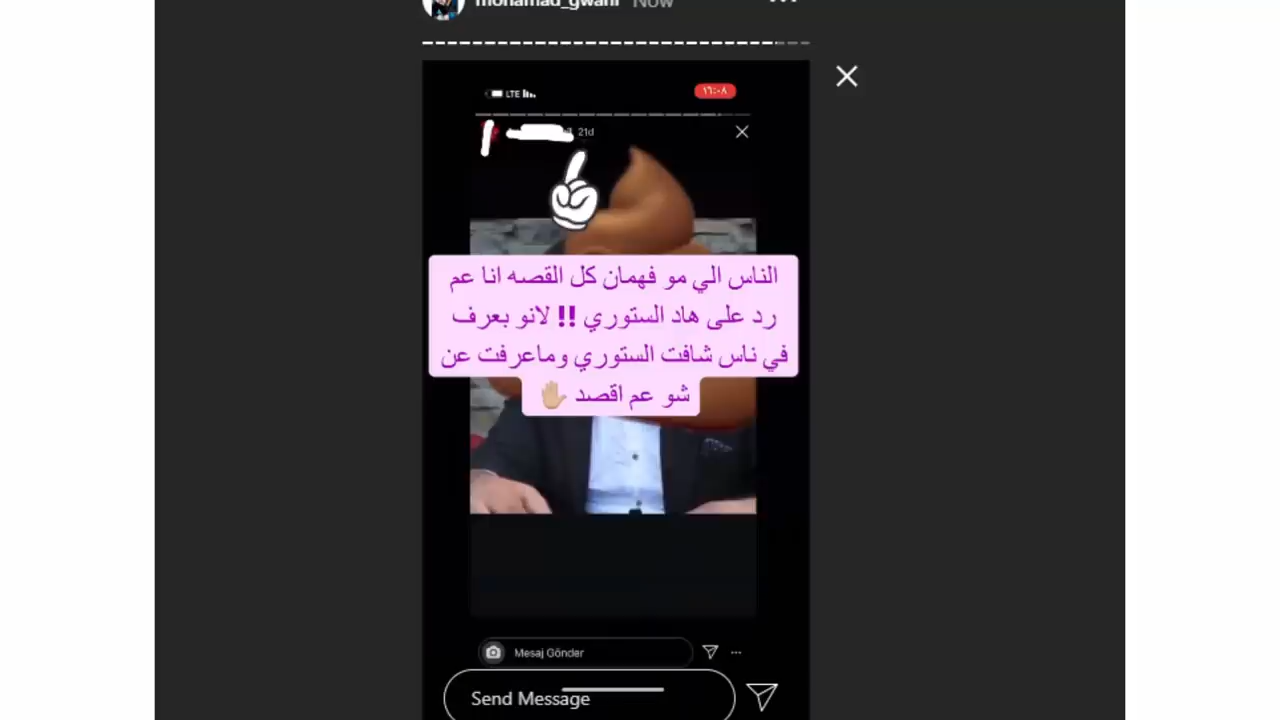 Now
LTE
١٦:٠٨
21d
الناس الي مو فهمان كل القصه انا عم
رد على هاد الستوري !! لانو بعرف
في ناس شافت الستوري وماعرفت عن
شو عم اقصد ✋🏼
Mesaj Gönder
Send Message